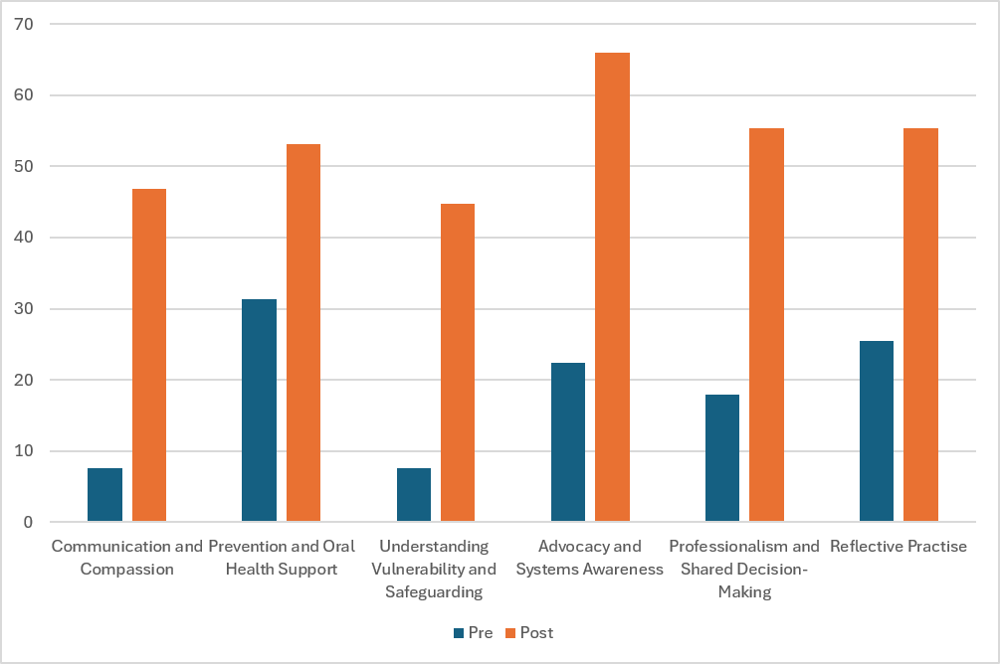 70
60
50
40
30
20
10
0
Communication and Compassion
Prevention and Oral Health Support
Understanding Vulnerability and Safeguarding
Advocacy and Systems Awareness
Professionalism and Shared Decision-Making
Reflective Practise
Pre Post